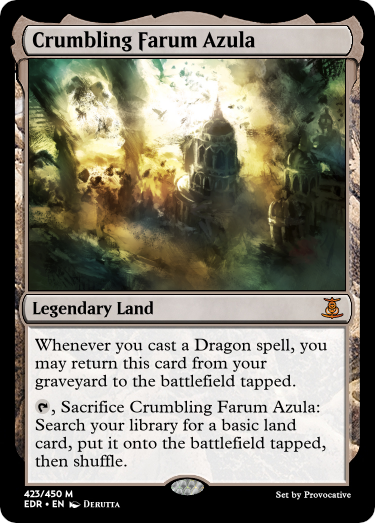 Crumbling Farum Azula
Legendary Land
Whenever you cast a Dragon spell, you
may return this card from your
graveyard to the battlefield tapped.
, Sacrifice Crumbling Farum Azula:
Search your library for a basic land
card, put it onto the battlefield tapped,
then shuffle.
423/450 M
EDR • EN DERUTTA
Set by Provocative